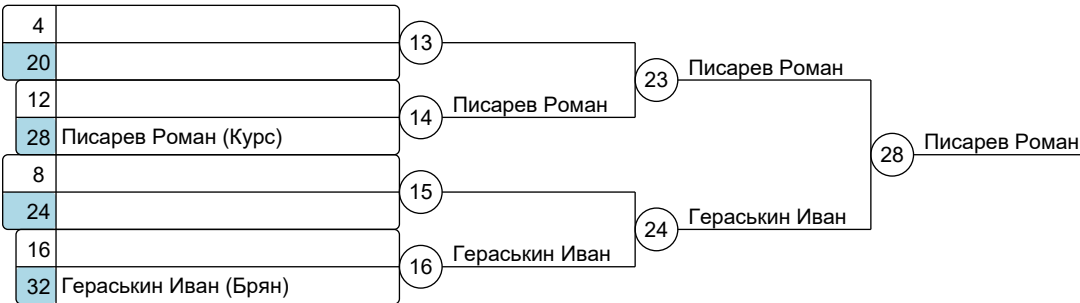 4
13
20
23
Писарев Роман
12
14
Писарев Роман
28
Писарев Роман (Курс)
28
Писарев Роман
8
15
24
24
Гераськин Иван
16
16
Гераськин Иван
32
Гераськин Иван (Брян)